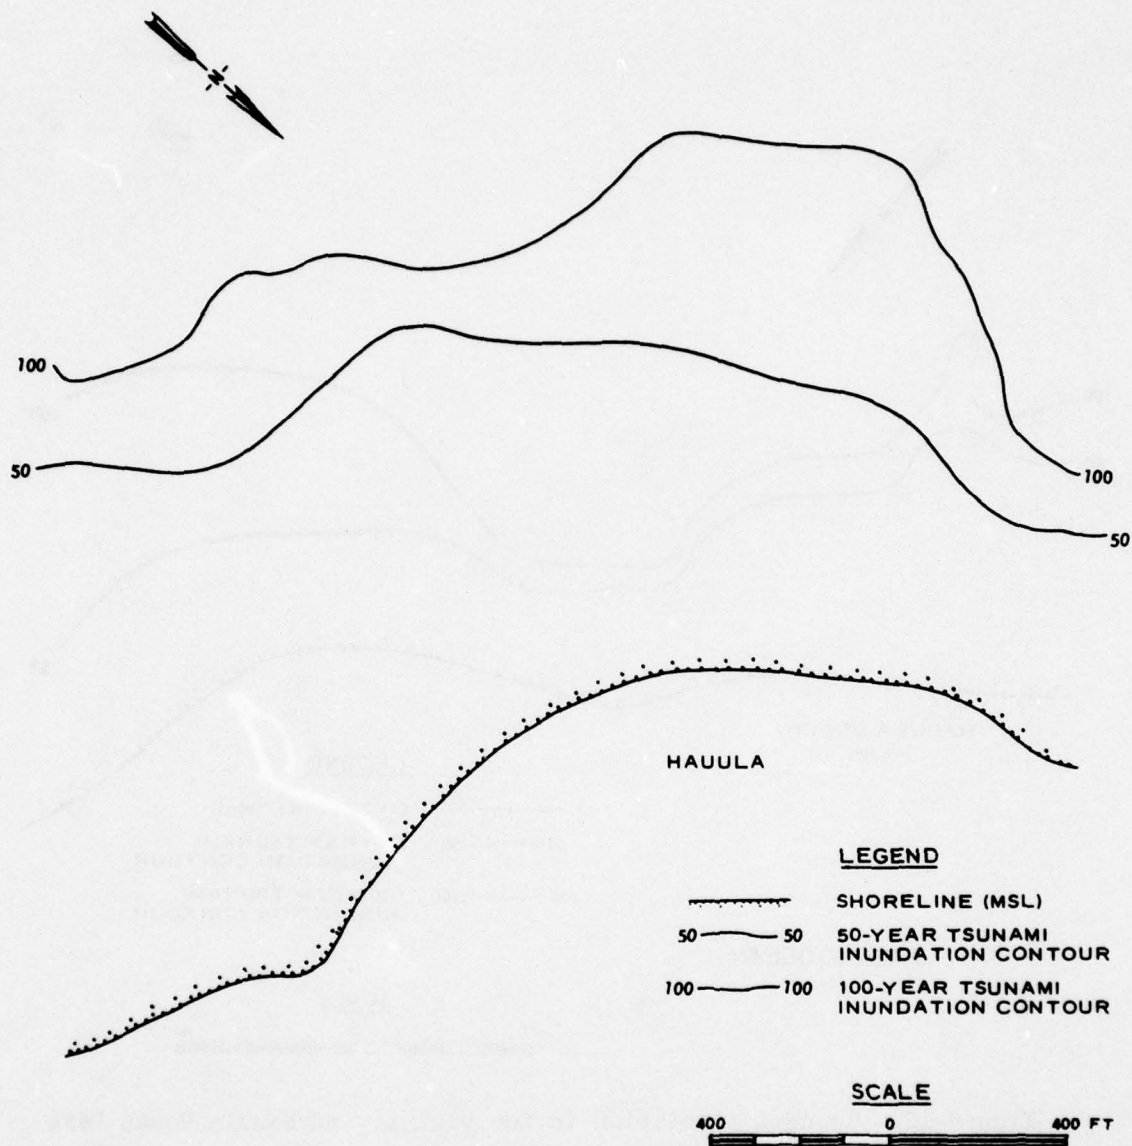 N
100
50
100
50
HAUULA
LEGEND
SHORELINE (MSL)
50 50 50-YEAR TSUNAMI
INUNDATION CONTOUR
100 100 100-YEAR TSUNAMI
INUNDATION CONTOUR
SCALE
400 0 400 FT